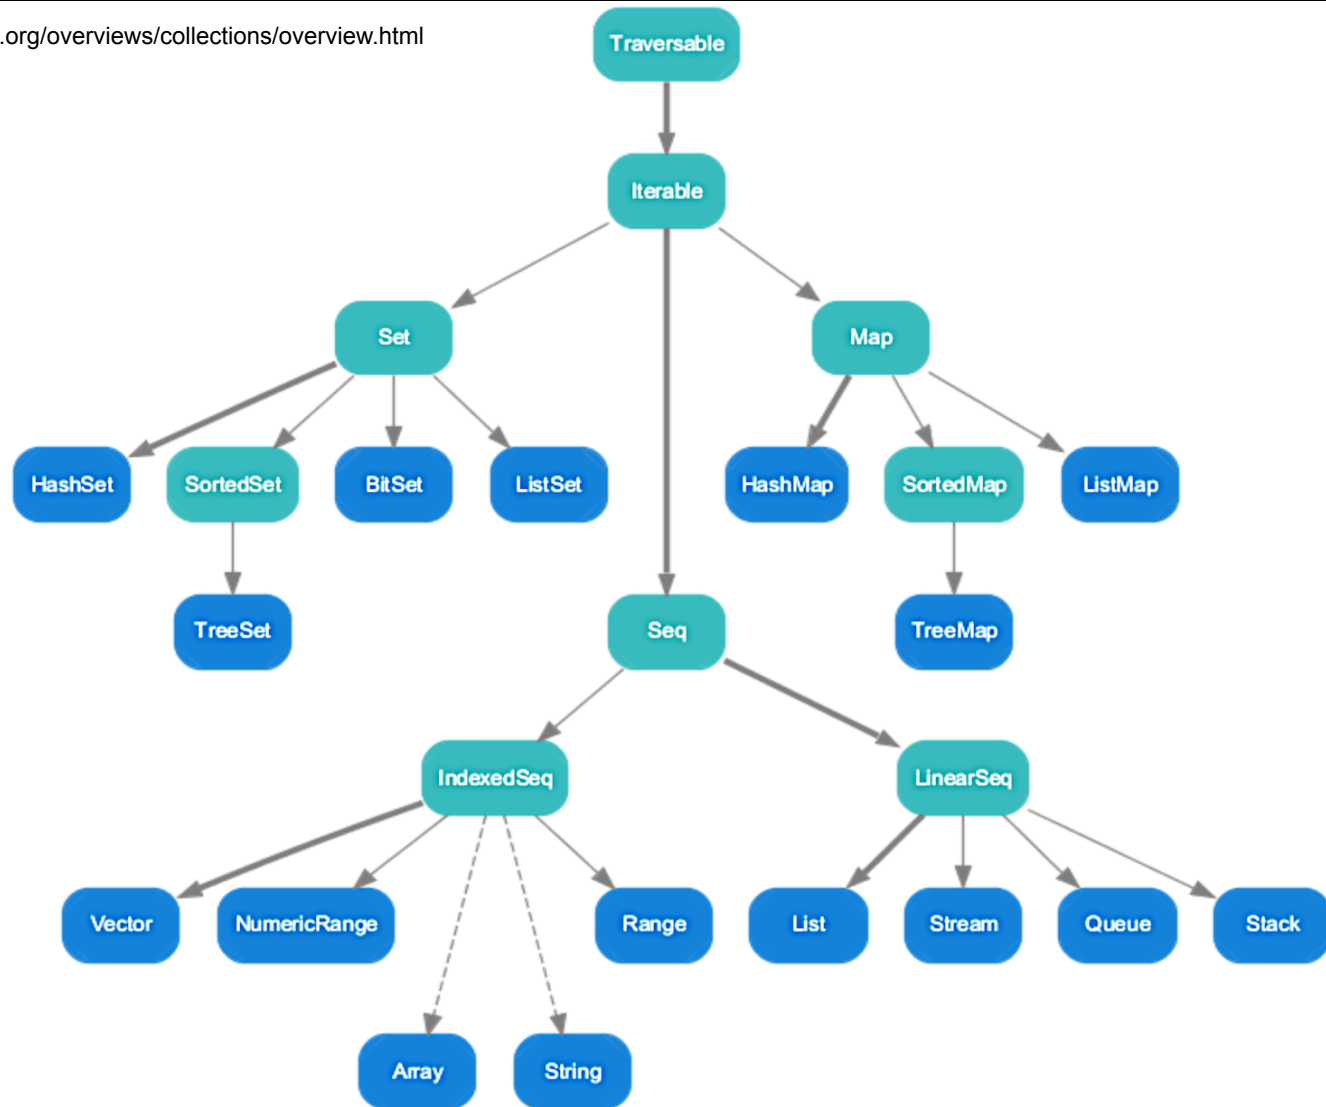 .org/overviews/collections/overview.html
Traversable
Iterable
Set
Map
HashSet
SortedSet
BitSet
ListSet
HashMap
SortedMap
ListMap
TreeSet
Seq
TreeMap
IndexedSeq
LinearSeq
Vector
NumericRange
Range
List
Stream
Queue
Stack
Array
String